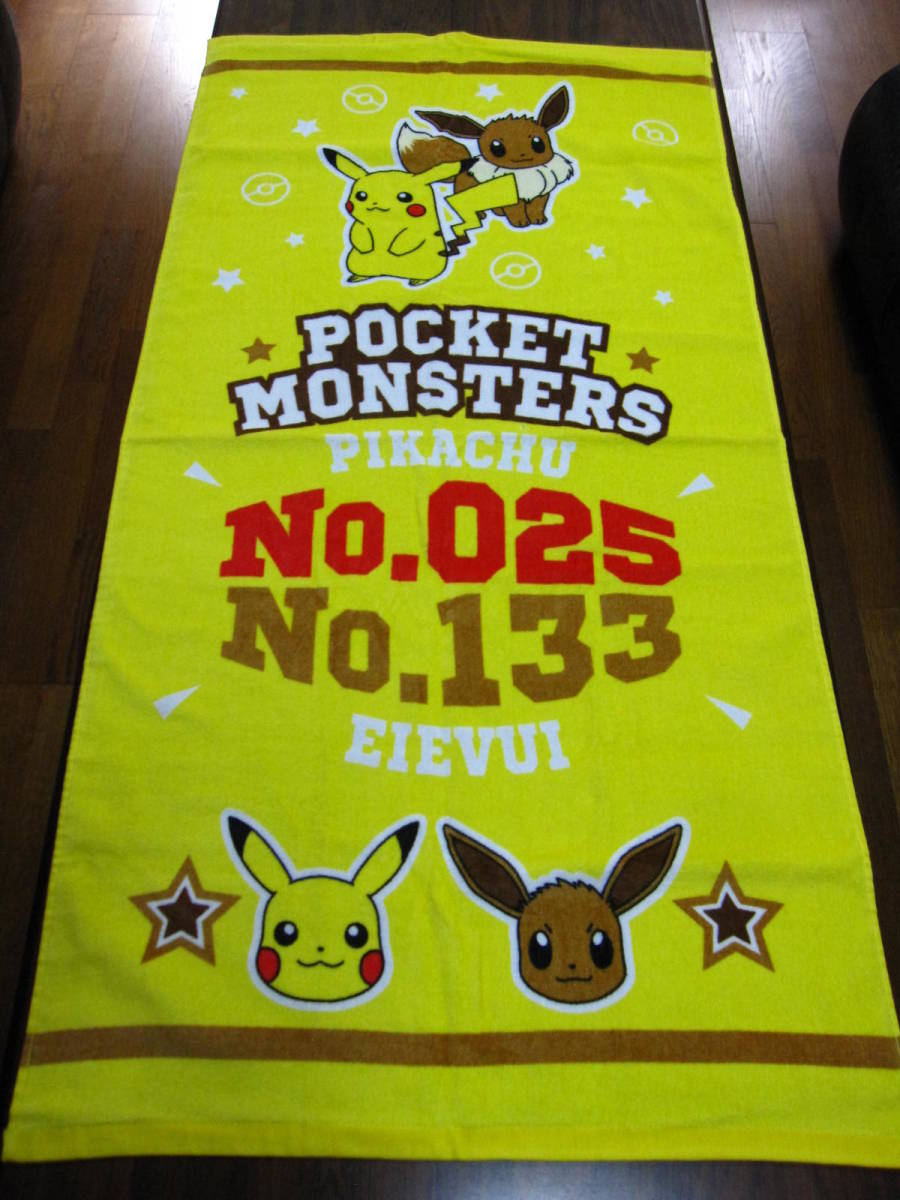 POCKET
MONSTERS
PIKACHU
No.025
No.133
EIEVUI